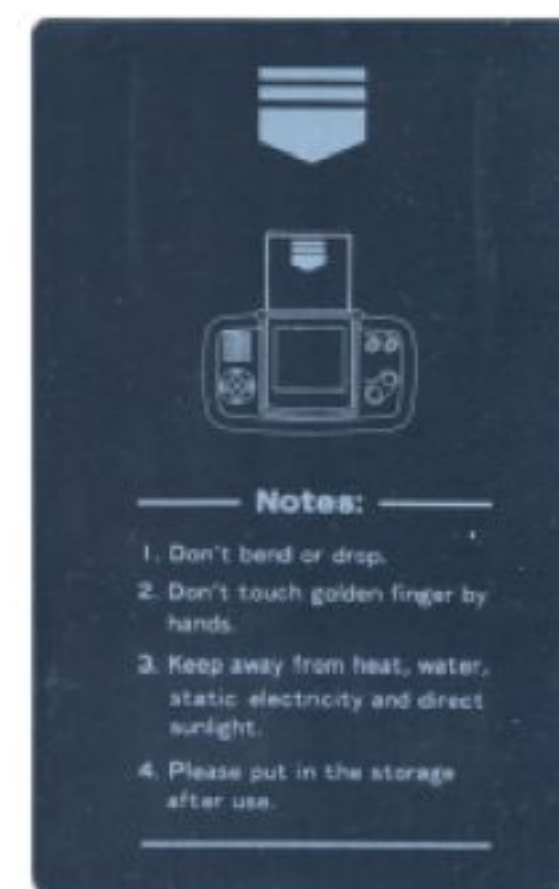 Notes:
1. Don't bend or drop.
2. Don't touch golden finger by
hands.
3. Keep away from heat, water,
static electricity and direct
sunlight.
4. Please put in the storage
after use.